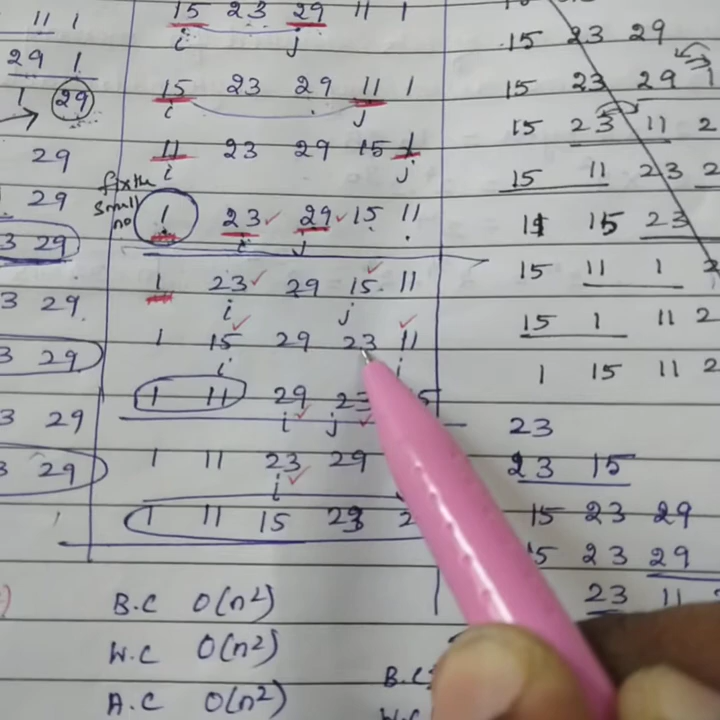 11 1
29 1
1 29
29
29
3 29
3 29
3 29
3 29
3 29
15 23 29 11 1
i j
15 23 29 11 1
i j
11 23 29 15 1
i j
fix the
small
no
1 23 29 15 11
i j
1 23 29 15 11
i j
1 15 29 23 11
i j
1 11 29 23 15
i j
1 11 23 29
i
1 11 15 23 2
B.C O(n²)
W.C O(n²)
A.C O(n²)
15 23 29
15 23 29 1
15 23 11 2
15 11 23 2
11 15 23
15 11 1 2
15 1 11 2
1 15 11 2
23
23 15
15 23 29
15 23 29
23 11
B.C
W.C